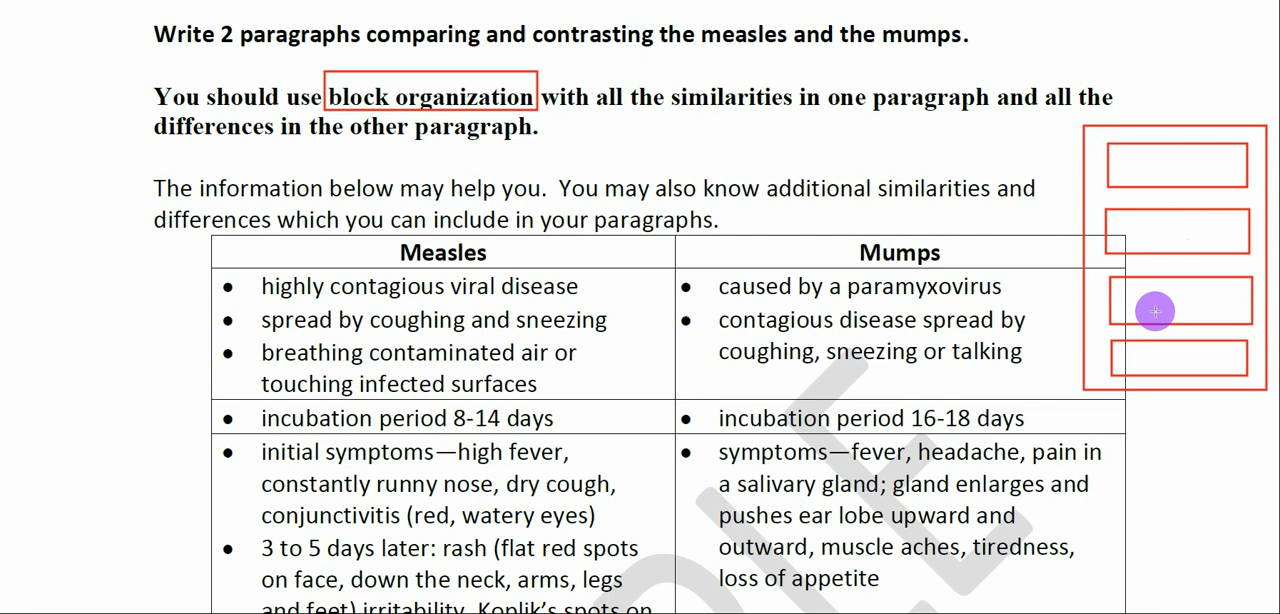 Write 2 paragraphs comparing and contrasting the measles and the mumps.
You should use block organization with all the similarities in one paragraph and all the
differences in the other paragraph.
The information below may help you. You may also know additional similarities and
differences which you can include in your paragraphs.
Measles
• highly contagious viral disease
• spread by coughing and sneezing
• breathing contaminated air or
touching infected surfaces
Mumps
• caused by a paramyxovirus
• contagious disease spread by
coughing, sneezing or talking
• incubation period 8-14 days
• incubation period 16-18 days
• initial symptoms—high fever,
constantly runny nose, dry cough,
conjunctivitis (red, watery eyes)
• 3 to 5 days later: rash (flat red spots
on face, down the neck, arms, legs
and feet) irritability, Koplik's spots on
• symptoms—fever, headache, pain in
a salivary gland; gland enlarges and
pushes ear lobe upward and
outward, muscle aches, tiredness,
loss of appetite